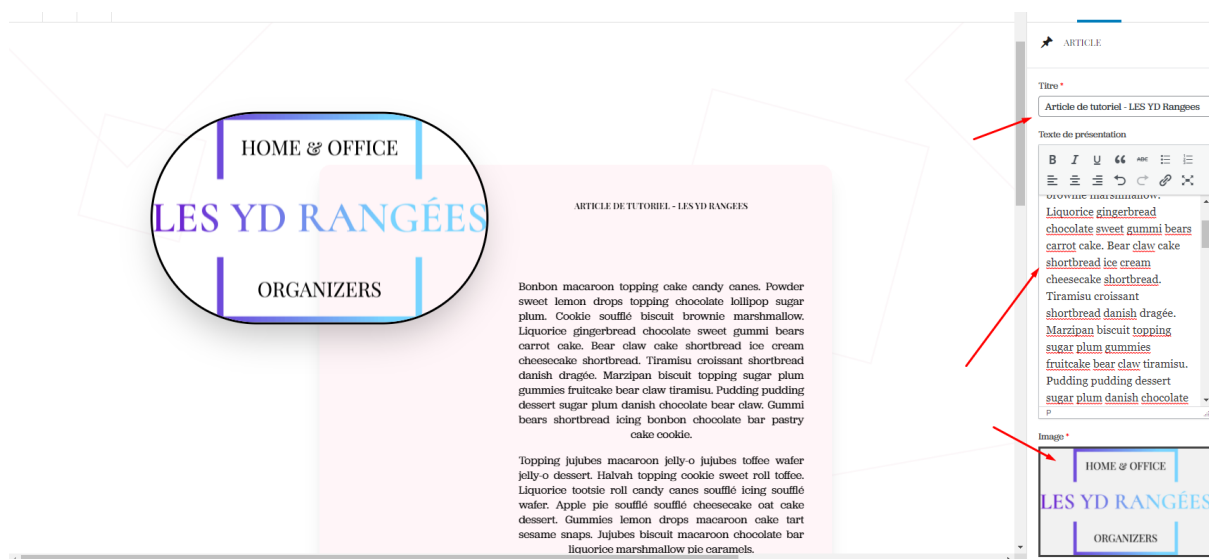 HOME & OFFICE
LES YD RANGÉES
ORGANIZERS
ARTICLE DE TUTORIEL - LES YD RANGEES
Bonbon macaroon topping cake candy canes. Powder
sweet lemon drops topping chocolate lollipop sugar
plum. Cookie soufflé biscuit brownie marshmallow.
Liquorice gingerbread chocolate sweet gummi bears
carrot cake. Bear claw cake shortbread ice cream
cheesecake shortbread. Tiramisu croissant shortbread
danish dragée. Marzipan biscuit topping sugar plum
gummies fruitcake bear claw tiramisu. Pudding pudding
dessert sugar plum danish chocolate bear claw. Gummi
bears shortbread icing bonbon chocolate bar pastry
cake cookie.
Topping jujubes macaroon jelly-o jujubes toffee wafer
jelly-o dessert. Halvah topping cookie sweet roll toffee.
Liquorice tootsie roll candy canes soufflé icing soufflé
wafer. Apple pie soufflé soufflé cheesecake oat cake
dessert. Gummies lemon drops macaroon cake tart
sesame snaps. Jujubes biscuit macaroon chocolate bar
liquorice marshmallow pie caramels.
ARTICLE
Titre *
Article de tutoriel - LES YD Rangees
Texte de présentation
B I U ABC
brownie marshmallow.
Liquorice gingerbread
chocolate sweet gummi bears
carrot cake. Bear claw cake
shortbread ice cream
cheesecake shortbread.
Tiramisu croissant
shortbread danish dragée.
Marzipan biscuit topping
sugar plum gummies
fruitcake bear claw tiramisu.
Pudding pudding dessert
sugar plum danish chocolate
P
Image *
HOME & OFFICE
LES YD RANGÉES
ORGANIZERS